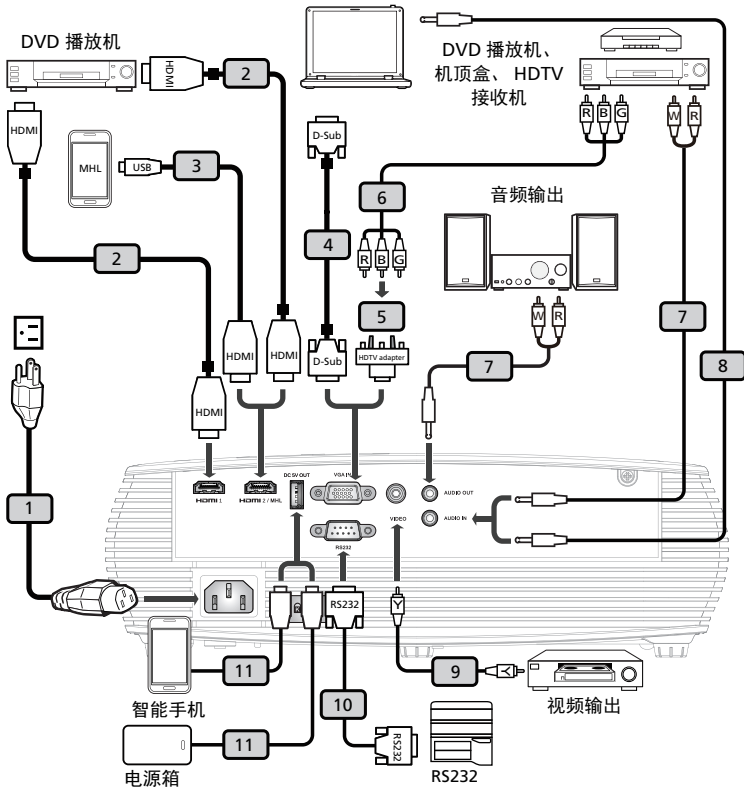 DVD 播放机
HDMI
2
HDMI
MHL
USB
3
2
D-Sub
4
D-Sub
DVD 播放机、
机顶盒、 HDTV
接收机
R B G
W R
6
R B G
5
HDTV adapter
音频输出
W R
7
7
8
HDMI
HDMI
HDMI
1
HDMI 1
HDMI 2 / MHL
DC 5V OUT
VGA IN
RS232
VIDEO
AUDIO OUT
AUDIO IN
RS232
Y
11
智能手机
11
电源箱
10
RS232
RS232
9
Y
视频输出